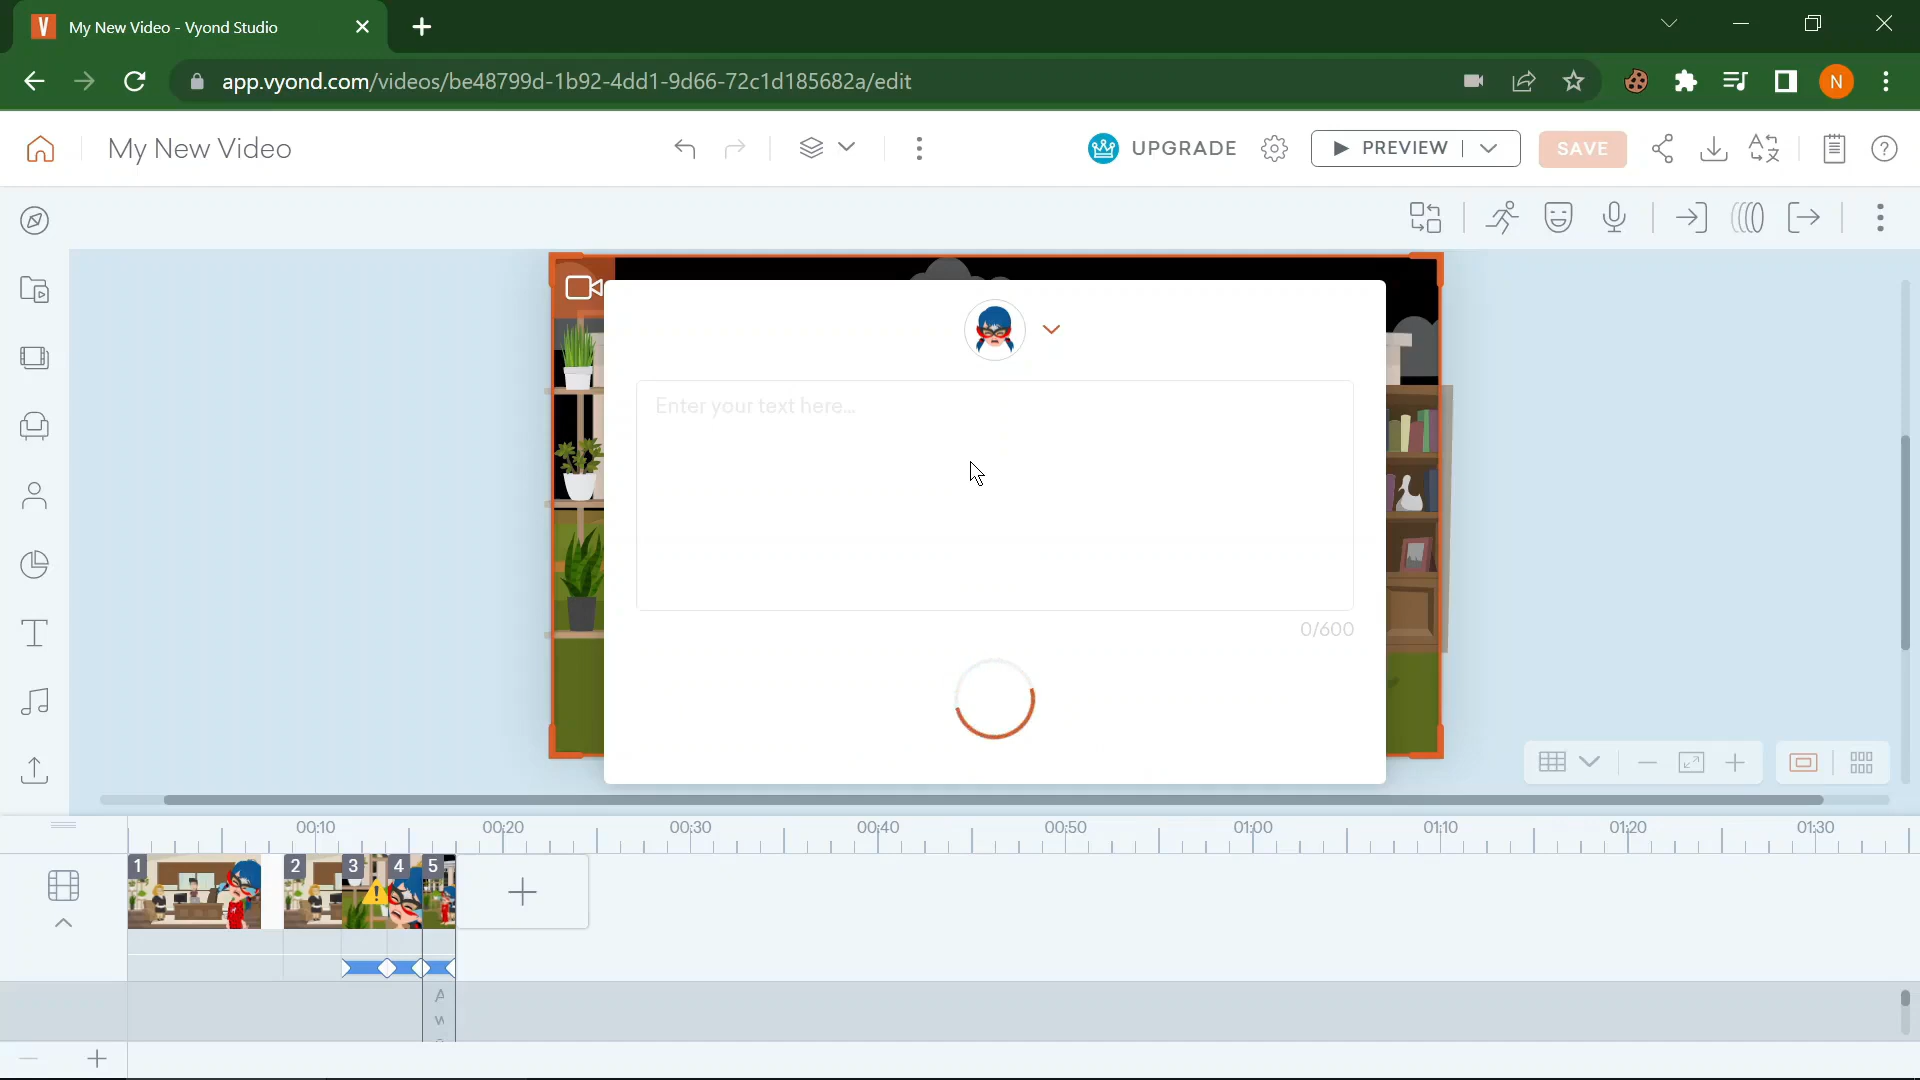 My New Video - Vyond Studio
app.vyond.com/videos/be48799d-1b92-4dd1-9d66-72c1d185682a/edit
N
My New Video
UPGRADE
PREVIEW
SAVE
Enter your text here...
0/600
00:10
00:20
00:30
00:40
00:50
01:00
01:10
01:20
01:30
1
2
3
4
5
A
w